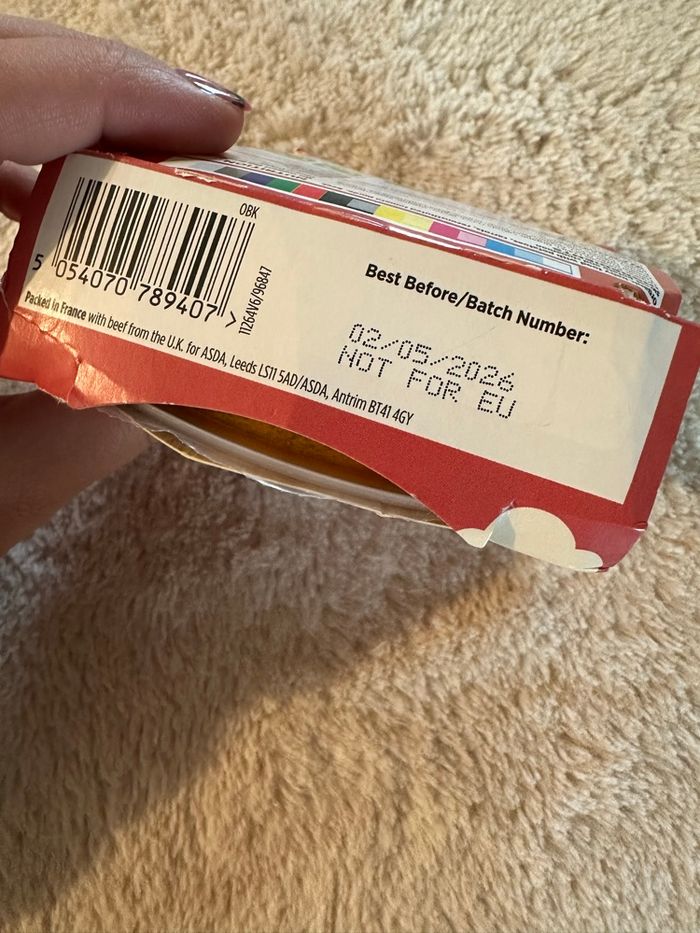 OBK
5 054070 789407 >
11264V6/96847
Packed in France with beef from the U.K. for ASDA, Leeds LS11 5AD/ASDA, Antrim BT41 4GY
Best Before/Batch Number:
02/05/2026
NOT FOR EU